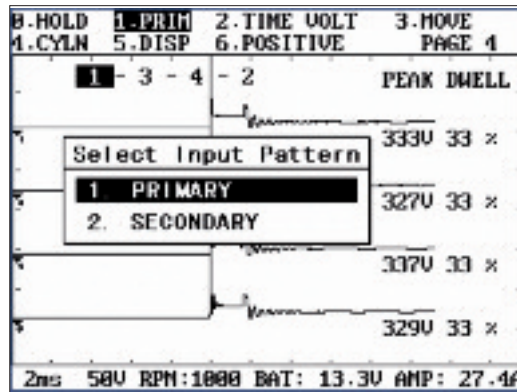 0.HOLD 1.PRIM 2.TIME VOLT 3.MOVE
4.CYLN 5.DISP 6.POSITIVE PAGE 4
1 - 3 - 4 - 2 PEAK DWELL
333V 33 %
Select Input Pattern
1. PRIMARY
327V 33 %
2. SECONDARY
337V 33 %
329V 33 %
2ms 50V RPM:1000 BAT: 13.3V AMP: 27.4A